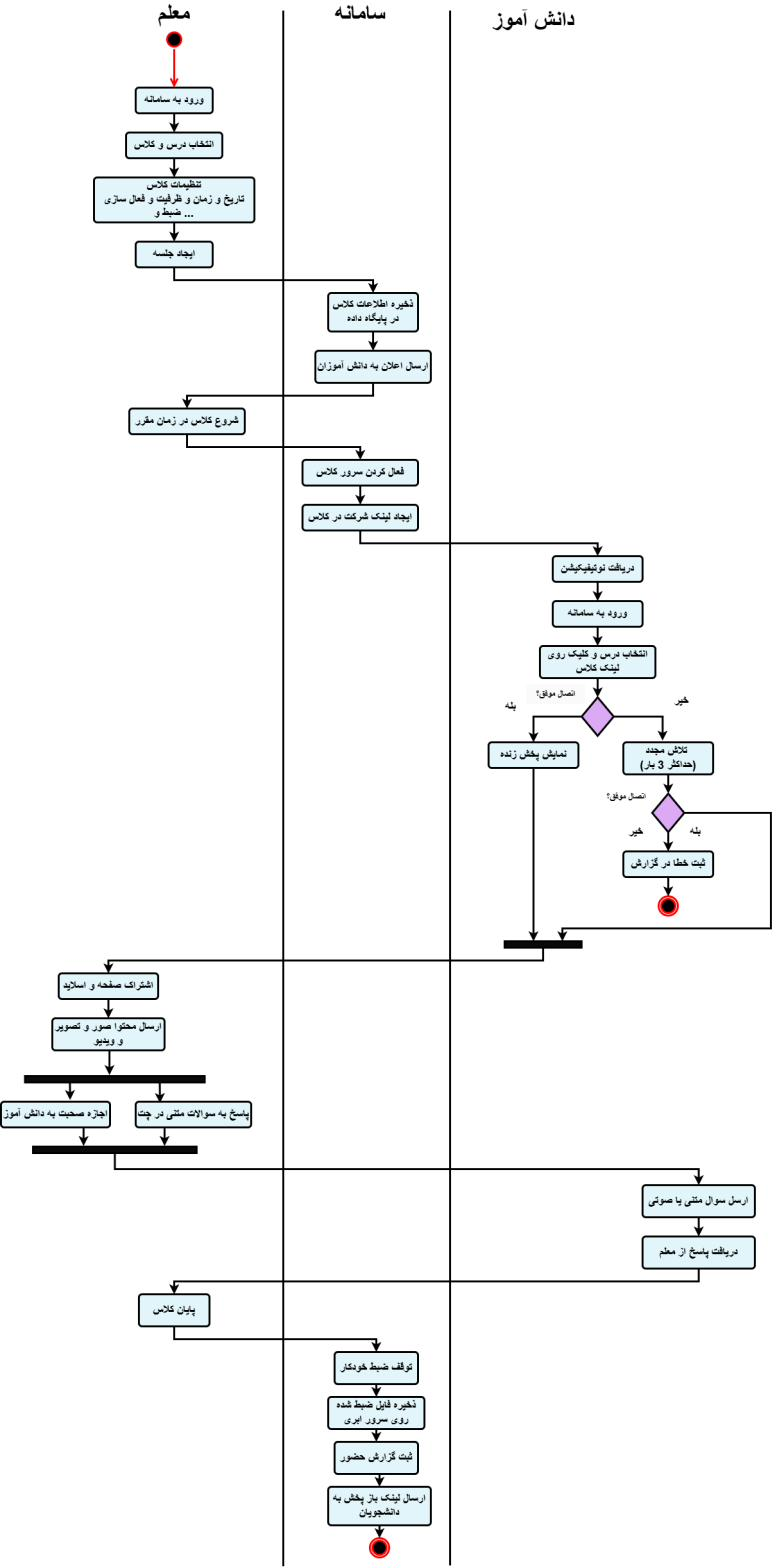 معلم
سامانه
دانش آموز
ورود به سامانه
انتخاب درس و کلاس
تنظیمات کلاس
تاریخ و زمان و ظرفیت و فعال سازی
ضبط و ...
ایجاد جلسه
ذخیره اطلاعات کلاس
در پایگاه داده
ارسال اعلان به دانش آموزان
شروع کلاس در زمان مقرر
فعال کردن سرور کلاس
ایجاد لینک شرکت در کلاس
دریافت نوتیفیکیشن
ورود به سامانه
انتخاب درس و کلیک روی
لینک کلاس
اتصال موفق؟
خیر
بله
نمایش پخش زنده
تلاش مجدد
(حداکثر 3 بار)
اتصال موفق؟
بله
خیر
ثبت خطا در گزارش
اشتراک صفحه و اسلاید
ارسال محتوا صور و تصویر
و ویدیو
پاسخ به سوالات متنی در چت
اجازه صحبت به دانش آموز
ارسل سوال متنی یا صوتی
دریافت پاسخ از معلم
پایان کلاس
توقف ضبط خودکار
ذخیره فایل ضبط شده
روی سرور ابری
ثبت گزارش حضور
ارسال لینک باز پخش به
دانشجویان